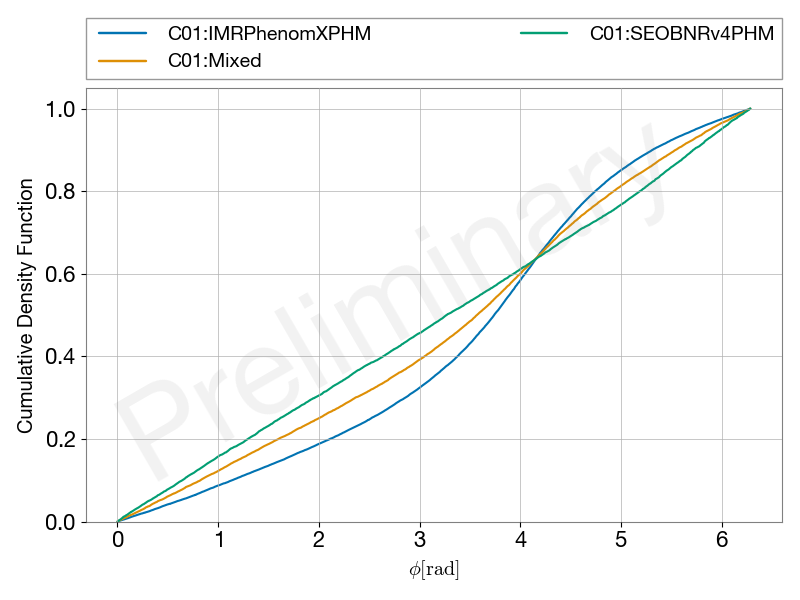 C01:IMRPhenomXPHM
C01:Mixed
C01:SEOBNRv4PHM
Cumulative Density Function
1.0
0.8
0.6
0.4
0.2
0.0
Preliminary
0 1 2 3 4 5 6
ϕ[rad]